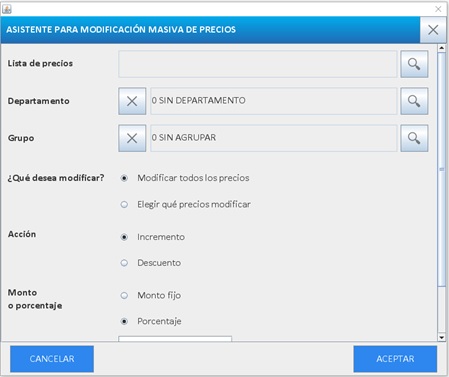 ASISTENTE PARA MODIFICACIÓN MASIVA DE PRECIOS
Lista de precios
Departamento
0 SIN DEPARTAMENTO
Grupo
0 SIN AGRUPAR
¿Qué desea modificar?
Modificar todos los precios
Elegir qué precios modificar
Acción
Incremento
Descuento
Monto
o porcentaje
Monto fijo
Porcentaje
CANCELAR
ACEPTAR